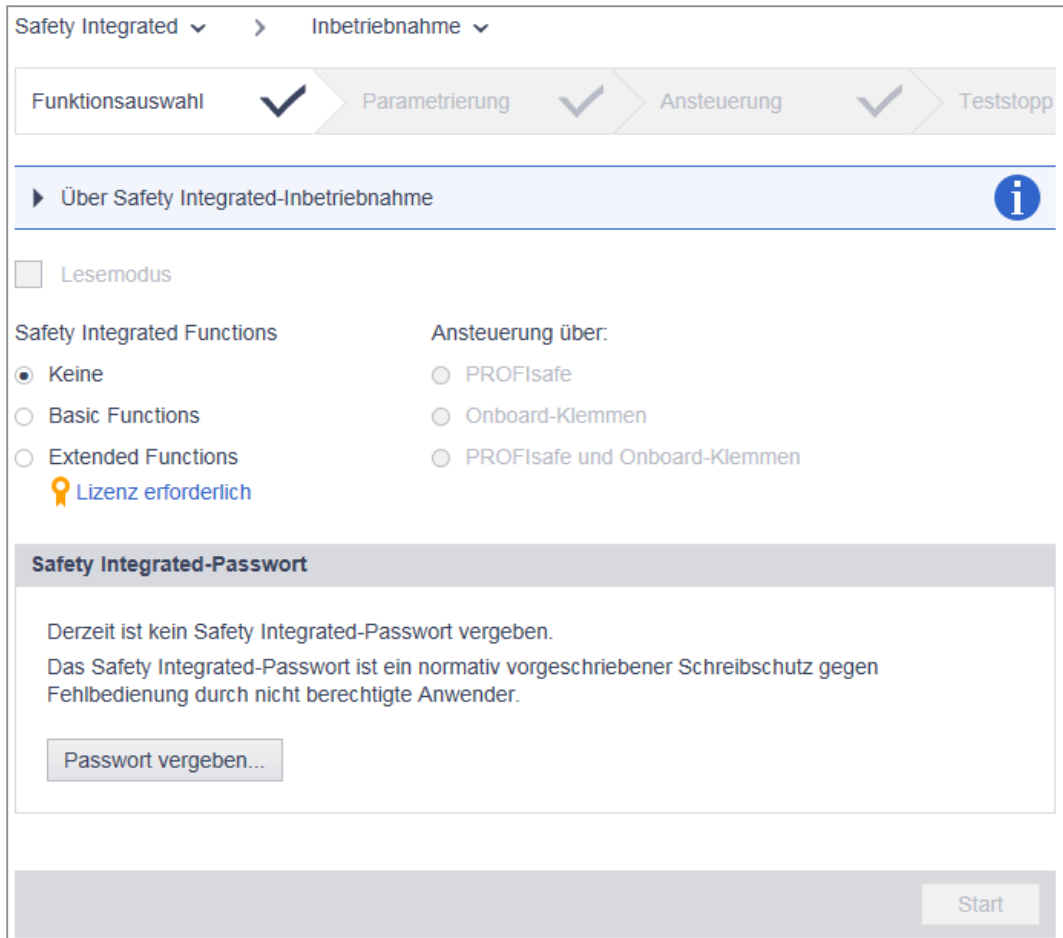 Safety Integrated > Inbetriebnahme
Funktionsauswahl Parametrierung Ansteuerung Teststopp
Über Safety Integrated-Inbetriebnahme
Lesemodus
Safety Integrated Functions Ansteuerung über:
Keine PROFIsafe
Basic Functions Onboard-Klemmen
Extended Functions PROFIsafe und Onboard-Klemmen
Lizenz erforderlich
Safety Integrated-Passwort
Derzeit ist kein Safety Integrated-Passwort vergeben.
Das Safety Integrated-Passwort ist ein normativ vorgeschriebener Schreibschutz gegen
Fehlbedienung durch nicht berechtigte Anwender.
Passwort vergeben...
Start